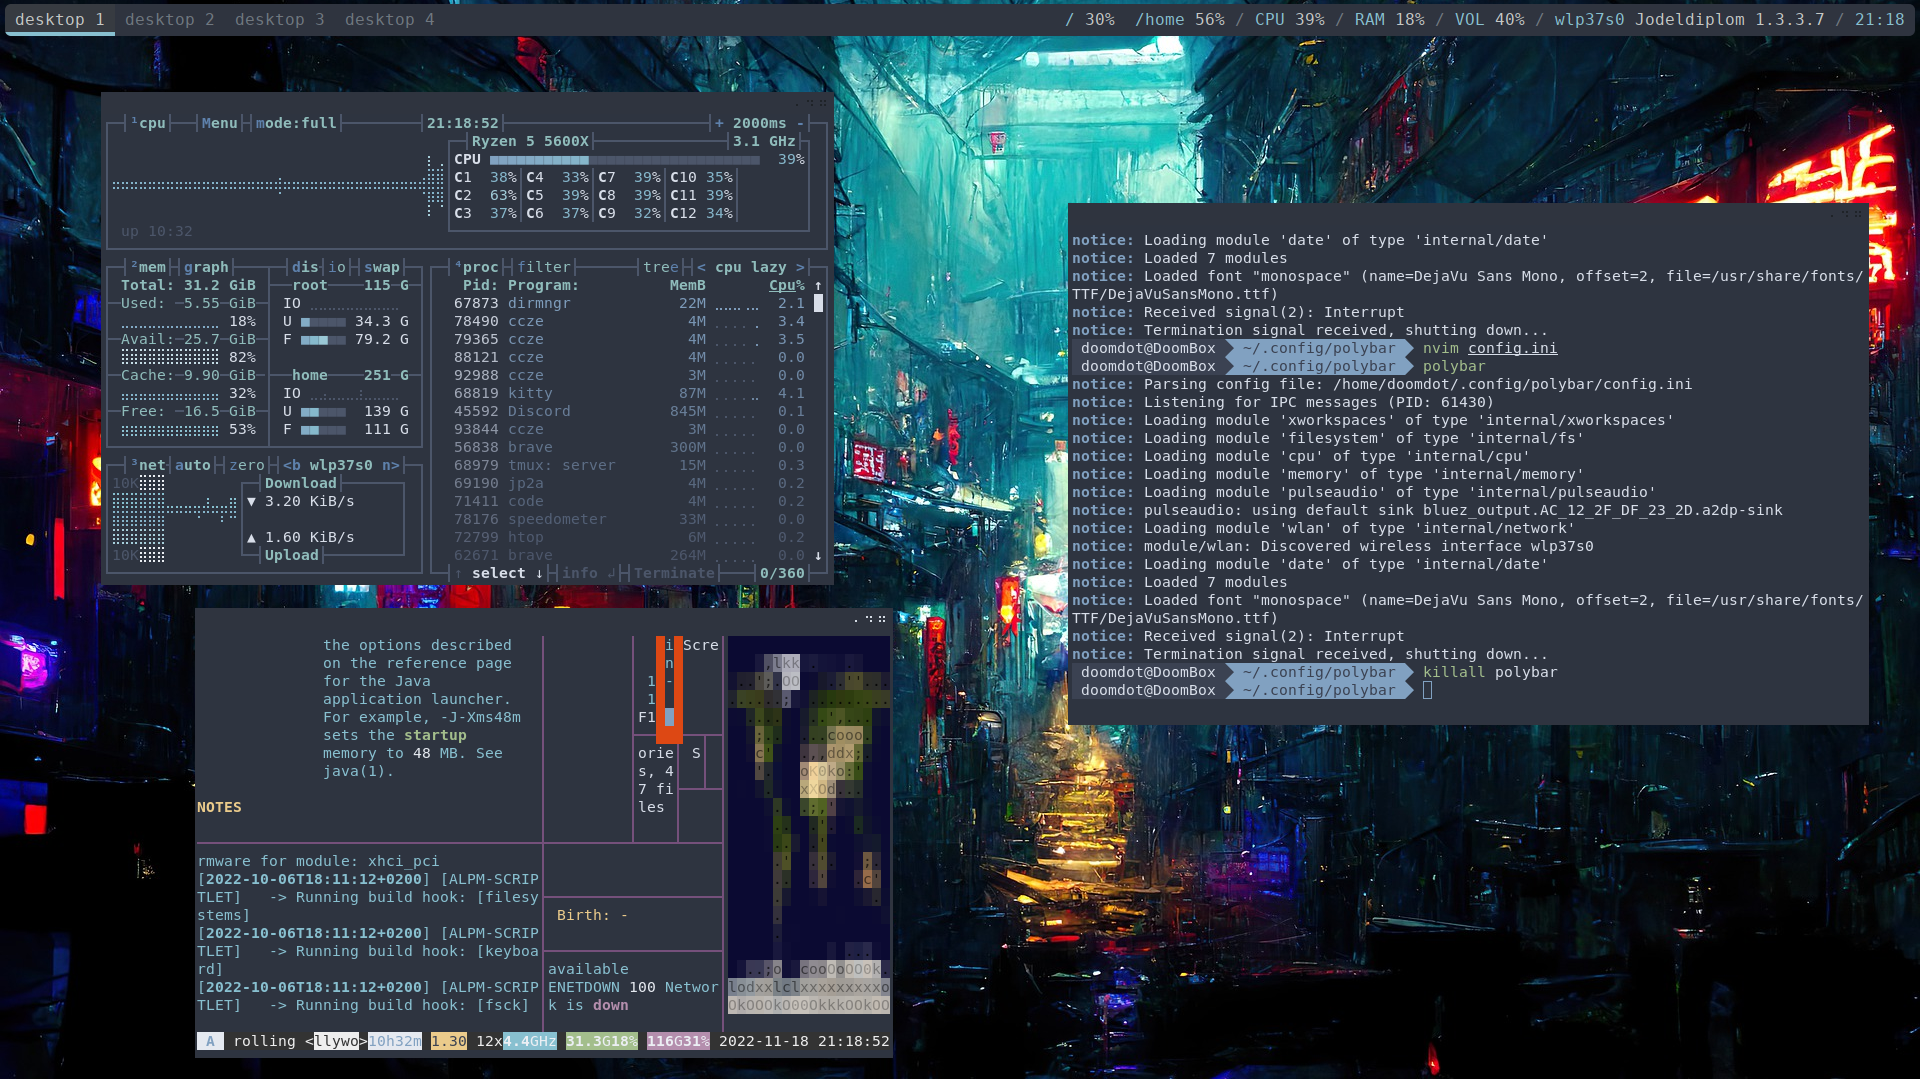 desktop 1 desktop 2 desktop 3 desktop 4
/ 30% /home 56% / CPU 39% / RAM 18% / VOL 40% / wlp37s0 Jodeldiplom 1.3.3.7 / 21:18
¹cpu Menu mode:full 21:18:52 + 2000ms -
Ryzen 5 5600X 3.1 GHz
CPU 39%
C1 38% C4 33% C7 39% C10 35%
C2 63% C5 39% C8 39% C11 39%
C3 37% C6 37% C9 32% C12 34%
up 10:32
²mem graph dis io swap
Total: 31.2 GiB root 115 G
Used: 5.55 GiB IO
18% U 34.3 G
Avail: 25.7 GiB F 79.2 G
82%
Cache: 9.90 GiB home 251 G
32% IO
Free: 16.5 GiB U 139 G
53% F 111 G
³net auto zero <b wlp37s0 n>
10K Download
▼ 3.20 KiB/s
▲ 1.60 KiB/s
10K Upload
⁴proc filter tree < cpu lazy >
Pid: Program: MemB Cpu% ↑
67873 dirmngr 22M 2.1
78490 ccze 4M 3.4
79365 ccze 4M 3.5
88121 ccze 4M 0.0
92988 ccze 3M 0.0
68819 kitty 87M 4.1
45592 Discord 845M 0.1
93844 ccze 3M 0.0
56838 brave 300M 0.0
68979 tmux: server 15M 0.3
69190 jp2a 4M 0.2
71411 code 4M 0.2
78176 speedometer 33M 0.0
72799 htop 6M 0.2
62671 brave 264M 0.0 ↓
↑ select ↓ info ↲ Terminate 0/360
notice: Loading module 'date' of type 'internal/date'
notice: Loaded 7 modules
notice: Loaded font "monospace" (name=DejaVu Sans Mono, offset=2, file=/usr/share/fonts/
TTF/DejaVuSansMono.ttf)
notice: Received signal(2): Interrupt
notice: Termination signal received, shutting down...
doomdot@DoomBox ~/.config/polybar nvim config.ini
doomdot@DoomBox ~/.config/polybar polybar
notice: Parsing config file: /home/doomdot/.config/polybar/config.ini
notice: Listening for IPC messages (PID: 61430)
notice: Loading module 'xworkspaces' of type 'internal/xworkspaces'
notice: Loading module 'filesystem' of type 'internal/fs'
notice: Loading module 'cpu' of type 'internal/cpu'
notice: Loading module 'memory' of type 'internal/memory'
notice: Loading module 'pulseaudio' of type 'internal/pulseaudio'
notice: pulseaudio: using default sink bluez_output.AC_12_2F_DF_23_2D.a2dp-sink
notice: Loading module 'wlan' of type 'internal/network'
notice: module/wlan: Discovered wireless interface wlp37s0
notice: Loading module 'date' of type 'internal/date'
notice: Loaded 7 modules
notice: Loaded font "monospace" (name=DejaVu Sans Mono, offset=2, file=/usr/share/fonts/
TTF/DejaVuSansMono.ttf)
notice: Received signal(2): Interrupt
notice: Termination signal received, shutting down...
doomdot@DoomBox ~/.config/polybar killall polybar
doomdot@DoomBox ~/.config/polybar
the options described
on the reference page
for the Java
application launcher.
For example, -J-Xms48m
sets the startup
memory to 48 MB. See
java(1).
NOTES
rmware for module: xhci_pci
[2022-10-06T18:11:12+0200] [ALPM-SCRIP
TLET] -> Running build hook: [filesy
stems]
[2022-10-06T18:11:12+0200] [ALPM-SCRIP
TLET] -> Running build hook: [keyboa
rd]
[2022-10-06T18:11:12+0200] [ALPM-SCRIP
TLET] -> Running build hook: [fsck]
i Scre
n
1 -
1
F1
orie S
s, 4
7 fi
les
Birth: -
available
ENETDOWN 100 Networ
k is down
A rolling <llywo>10h32m 1.30 12x4.4GHz 31.3G18% 116G31% 2022-11-18 21:18:52